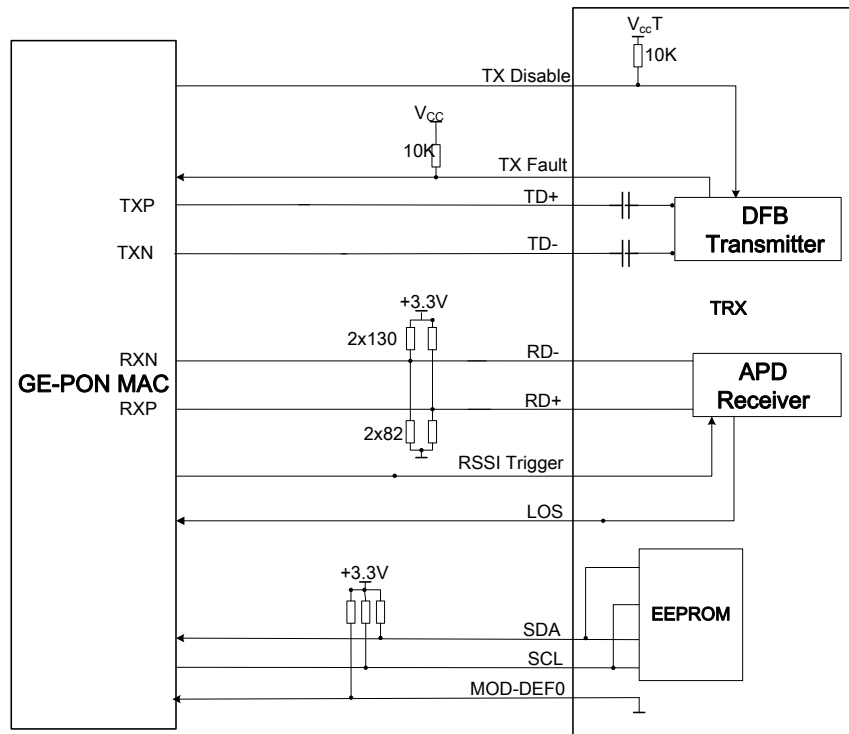 VccT
10K
TX Disable
VCC
10K
TX Fault
TXP
TD+
DFB
Transmitter
TXN
TD-
+3.3V
TRX
2x130
RXN
RD-
GE-PON MAC
APD
Receiver
RXP
RD+
2x82
RSSI Trigger
LOS
+3.3V
EEPROM
SDA
SCL
MOD-DEF0